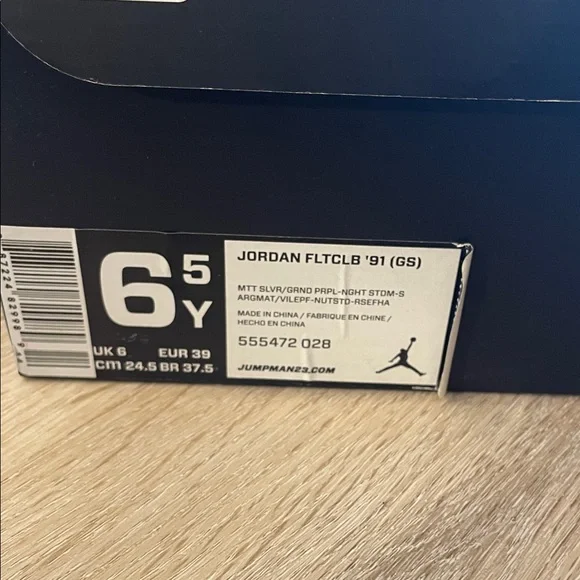 6 5 Y
UK 6 EUR 39
cm 24.5 BR 37.5
JORDAN FLTCLB '91 (GS)
MTT SLVR/GRND PRPL-NGHT STDM-S
ARGMAT/VILEPF-NUTSTD-RSEFHA
MADE IN CHINA / FABRIQUE EN CHINE /
HECHO EN CHINA
555472 028
JUMPMAN23.COM